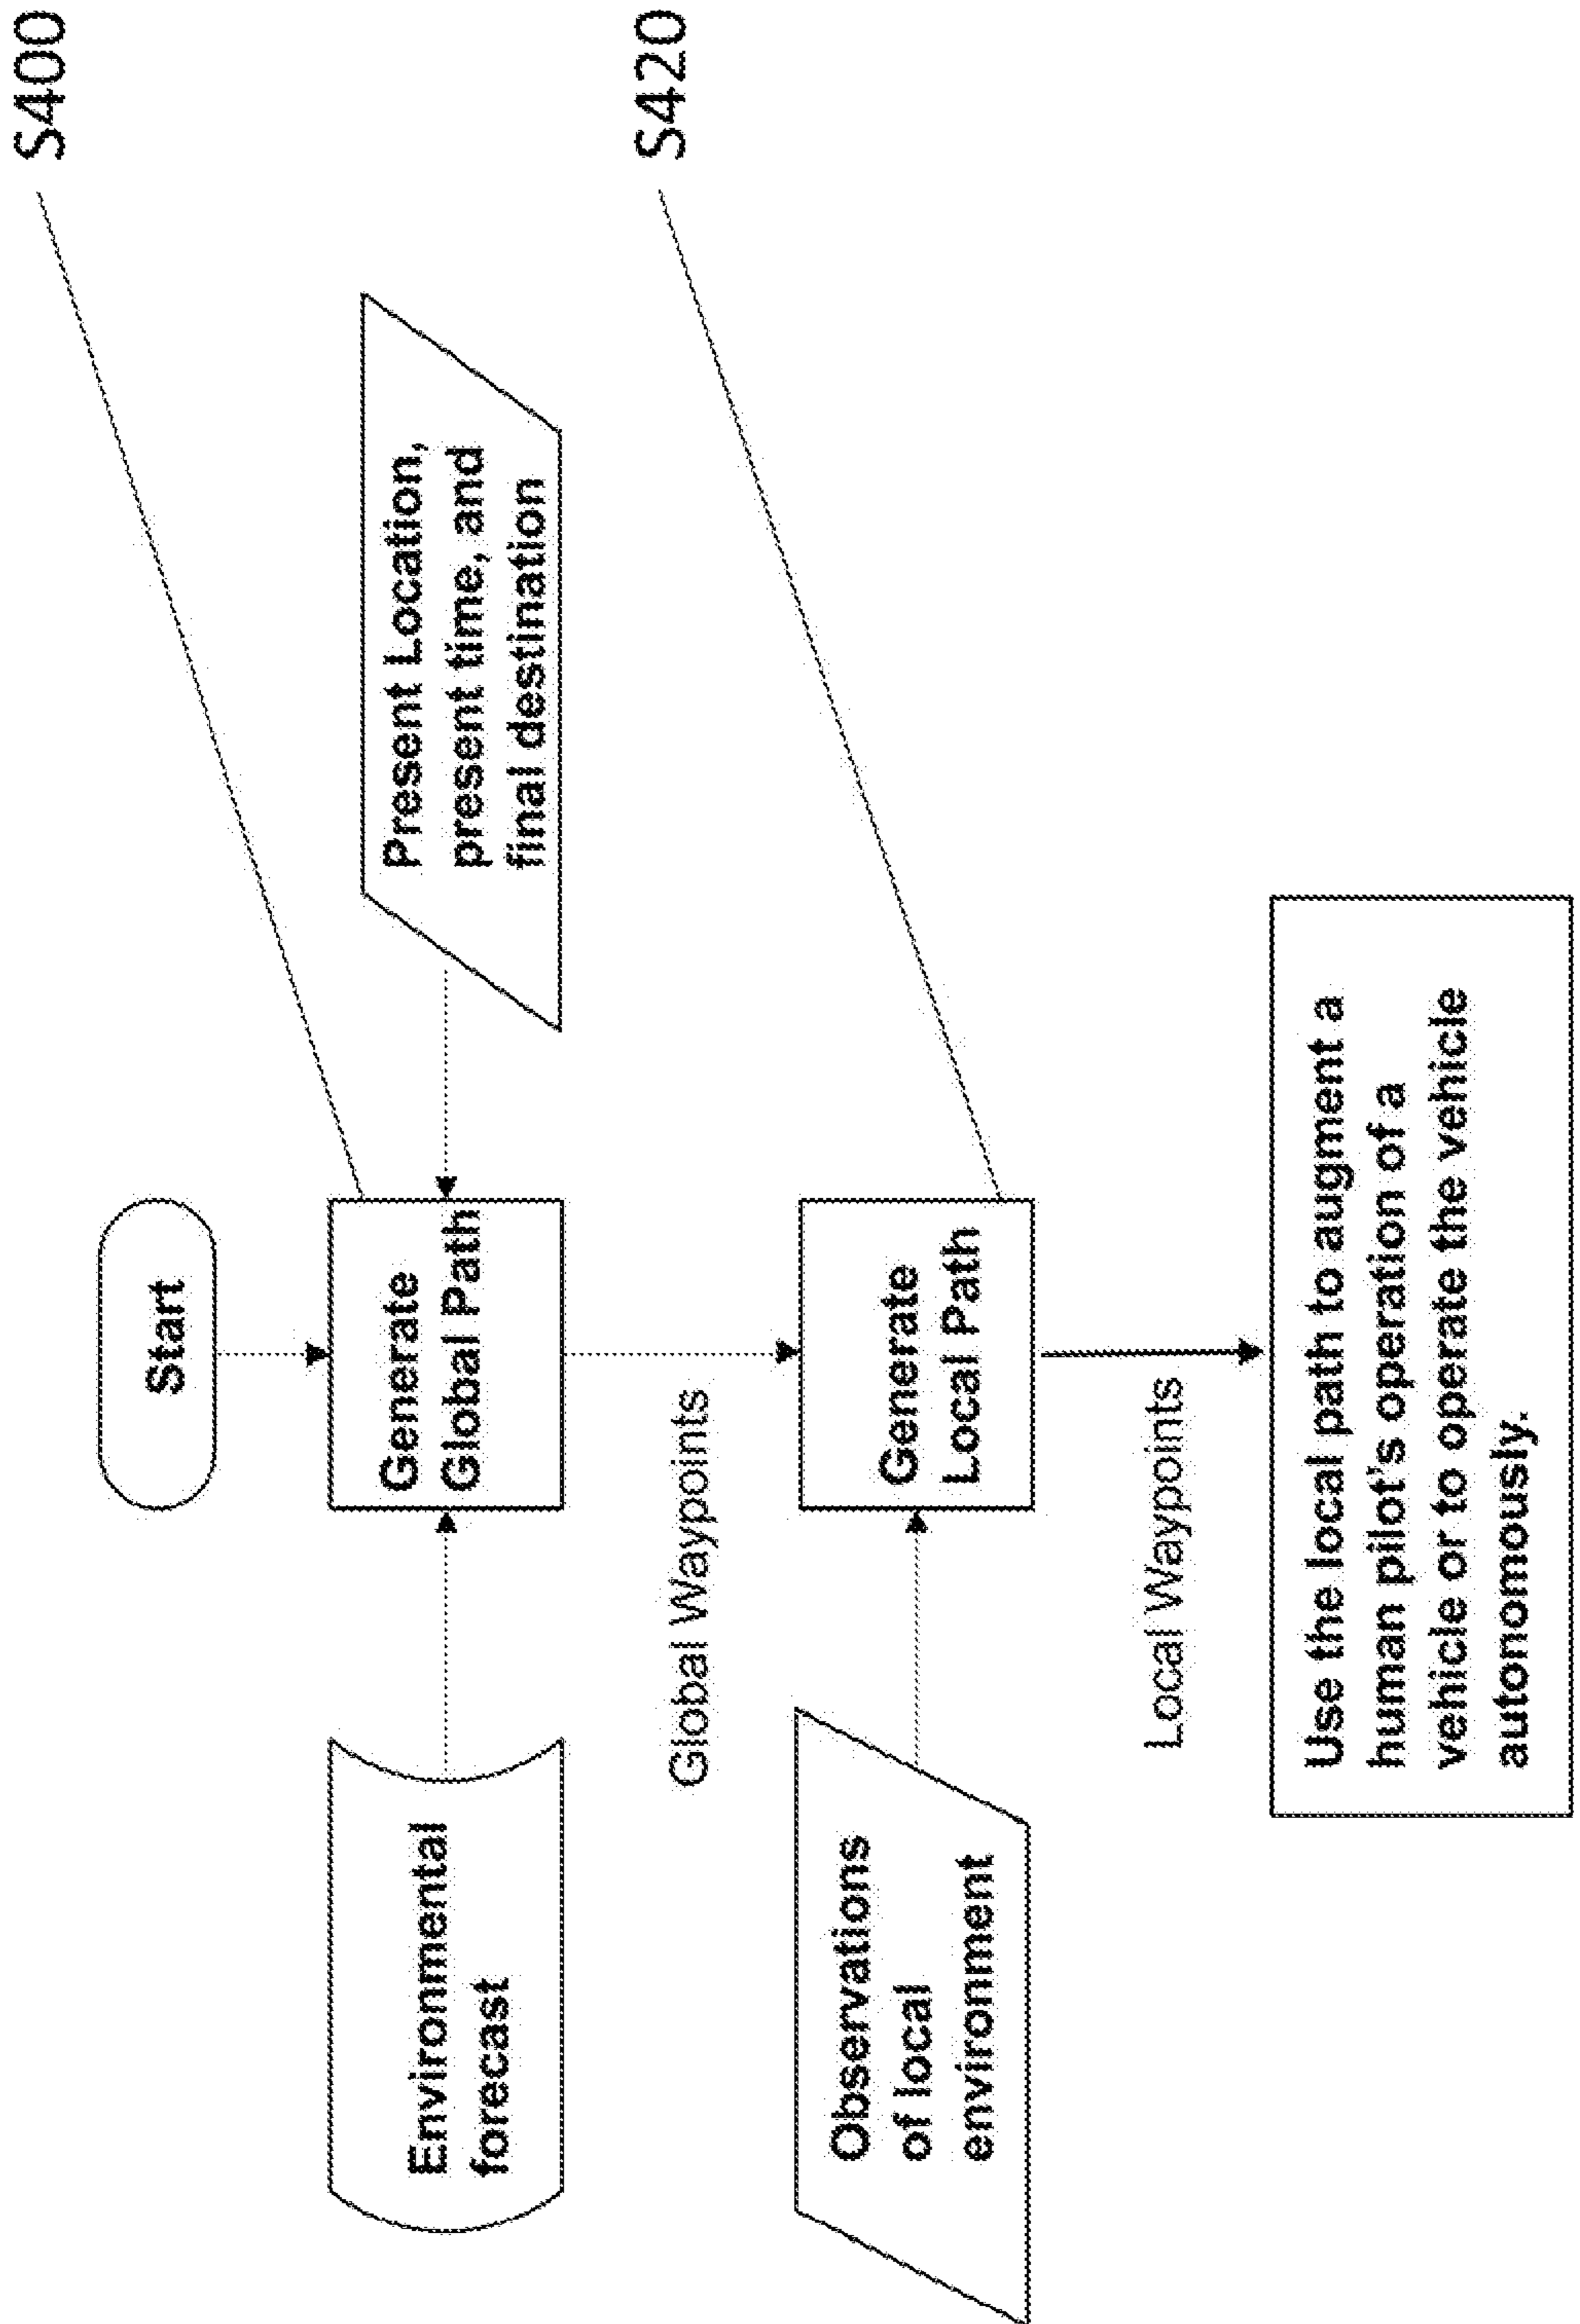 S400
Start
Environmental
forecast
Generate
Global Path
Present Location,
present time, and
final destination
Global Waypoints
S420
Observations
of local
environment
Generate
Local Path
Local Waypoints
Use the local path to augment a
human pilot's operation of a
vehicle or to operate the vehicle
autonomously.